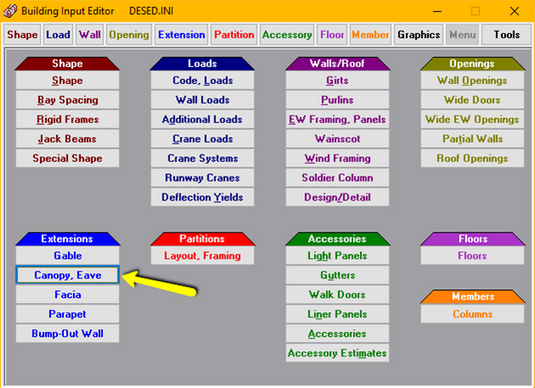 Building Input Editor DESED.INI
Shape Load Wall Opening Extension Partition Accessory Floor Member Graphics Menu Tools
Shape
Shape
Bay Spacing
Rigid Frames
Jack Beams
Special Shape
Loads
Code, Loads
Wall Loads
Additional Loads
Crane Loads
Crane Systems
Runway Cranes
Deflection Yields
Walls/Roof
Girts
Purlins
EW Framing, Panels
Wainscot
Wind Framing
Soldier Column
Design/Detail
Openings
Wall Openings
Wide Doors
Wide EW Openings
Partial Walls
Roof Openings
Extensions
Gable
Canopy, Eave
Facia
Parapet
Bump-Out Wall
Partitions
Layout, Framing
Accessories
Light Panels
Gutters
Walk Doors
Liner Panels
Accessories
Accessory Estimates
Floors
Floors
Members
Columns